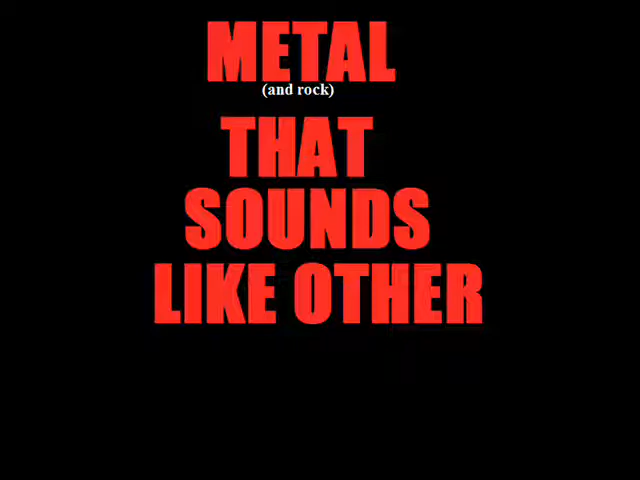 METAL
(and rock)
THAT
SOUNDS
LIKE OTHER